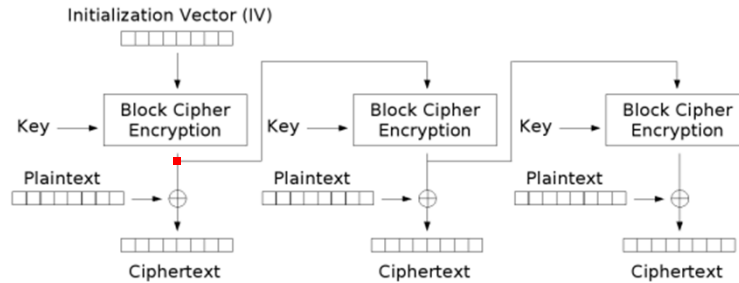 Initialization Vector (IV)
Block Cipher
Encryption
Block Cipher
Encryption
Block Cipher
Encryption
Key
Key
Key
Plaintext
Plaintext
Plaintext
Ciphertext
Ciphertext
Ciphertext